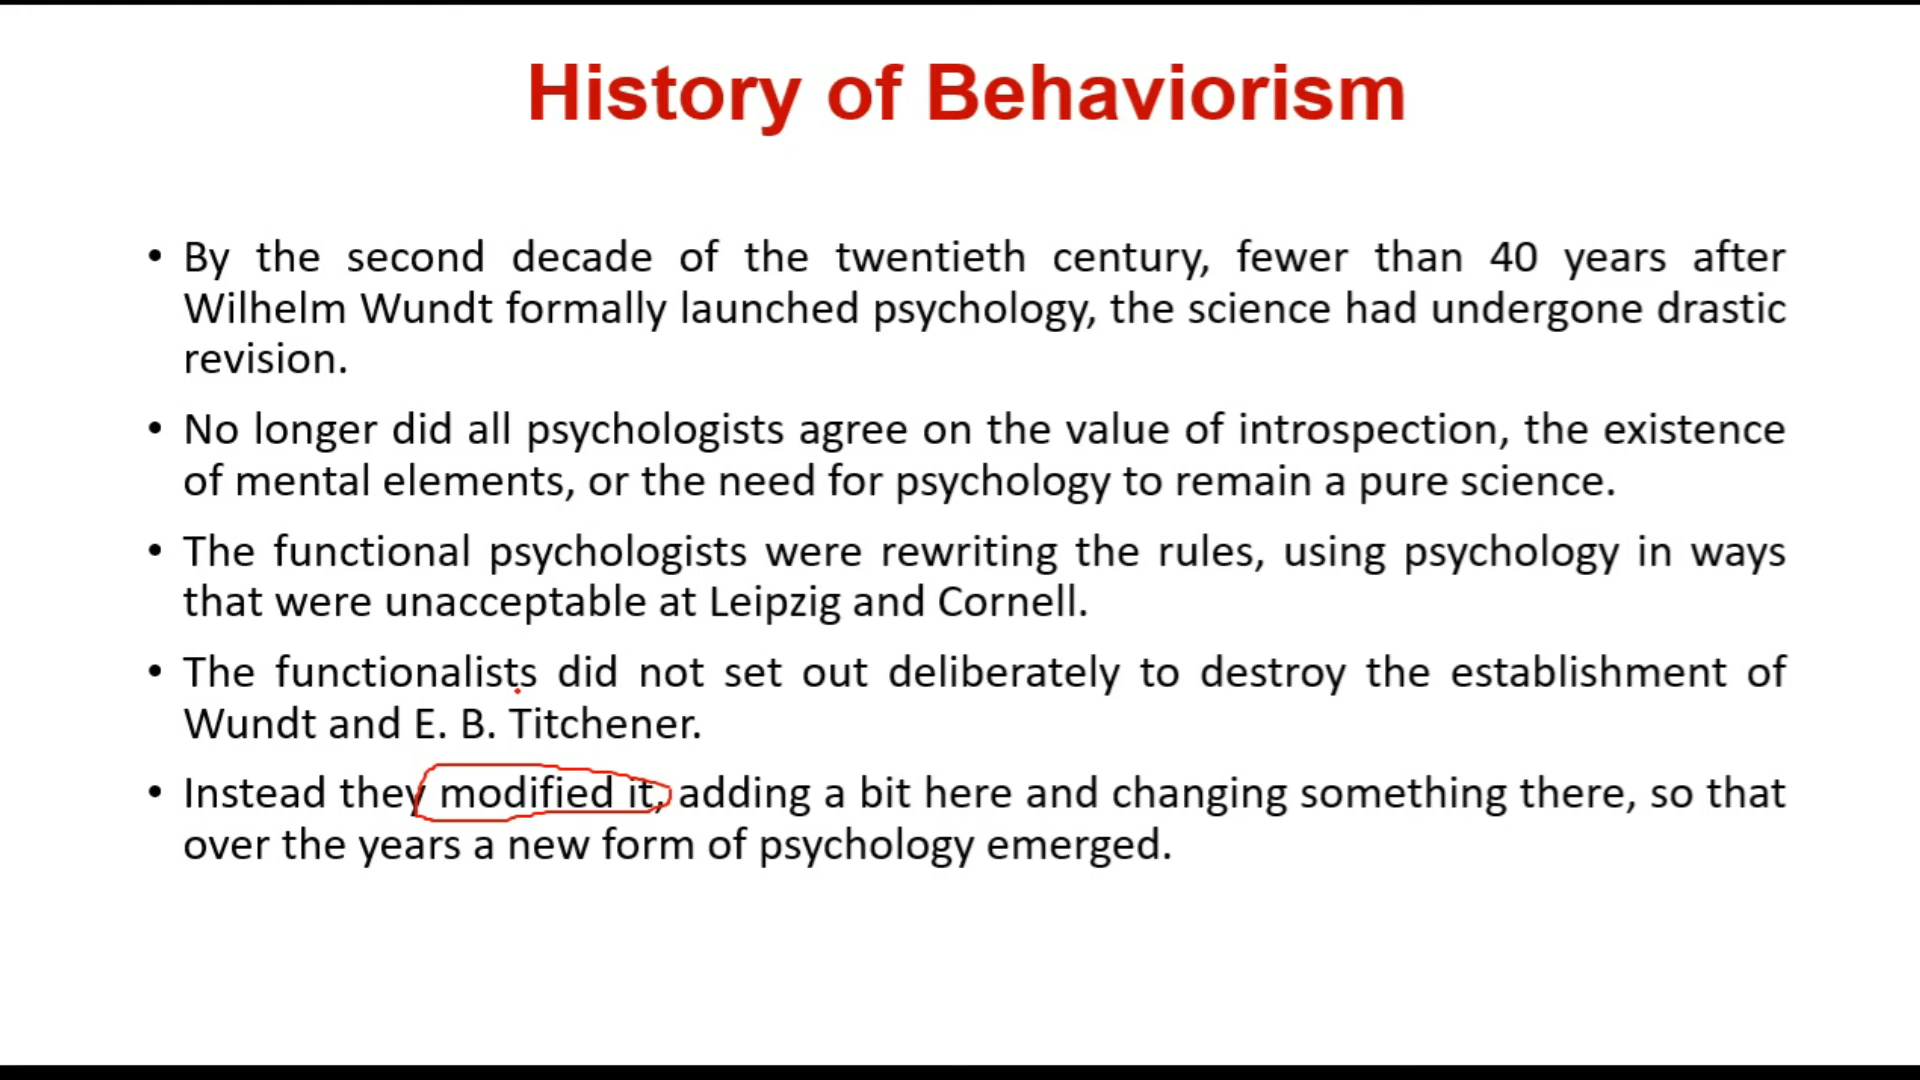 History of Behaviorism
• By the second decade of the twentieth century, fewer than 40 years after
Wilhelm Wundt formally launched psychology, the science had undergone drastic
revision.
• No longer did all psychologists agree on the value of introspection, the existence
of mental elements, or the need for psychology to remain a pure science.
• The functional psychologists were rewriting the rules, using psychology in ways
that were unacceptable at Leipzig and Cornell.
• The functionalists did not set out deliberately to destroy the establishment of
Wundt and E. B. Titchener.
• Instead they modified it, adding a bit here and changing something there, so that
over the years a new form of psychology emerged.